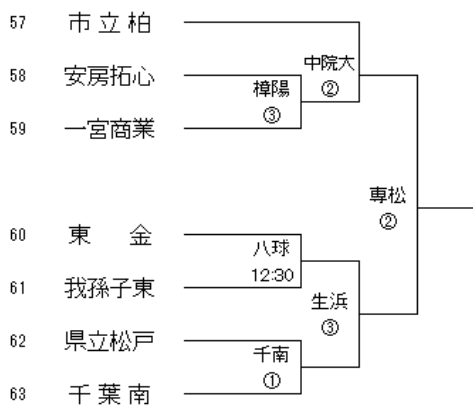 57 市立柏
中院大
②
58 安房拓心
樟陽
③
59 一宮商業
専松
②
60 東 金
八球
12:30
61 我孫子東
生浜
③
62 県立松戸
千南
①
63 千葉南